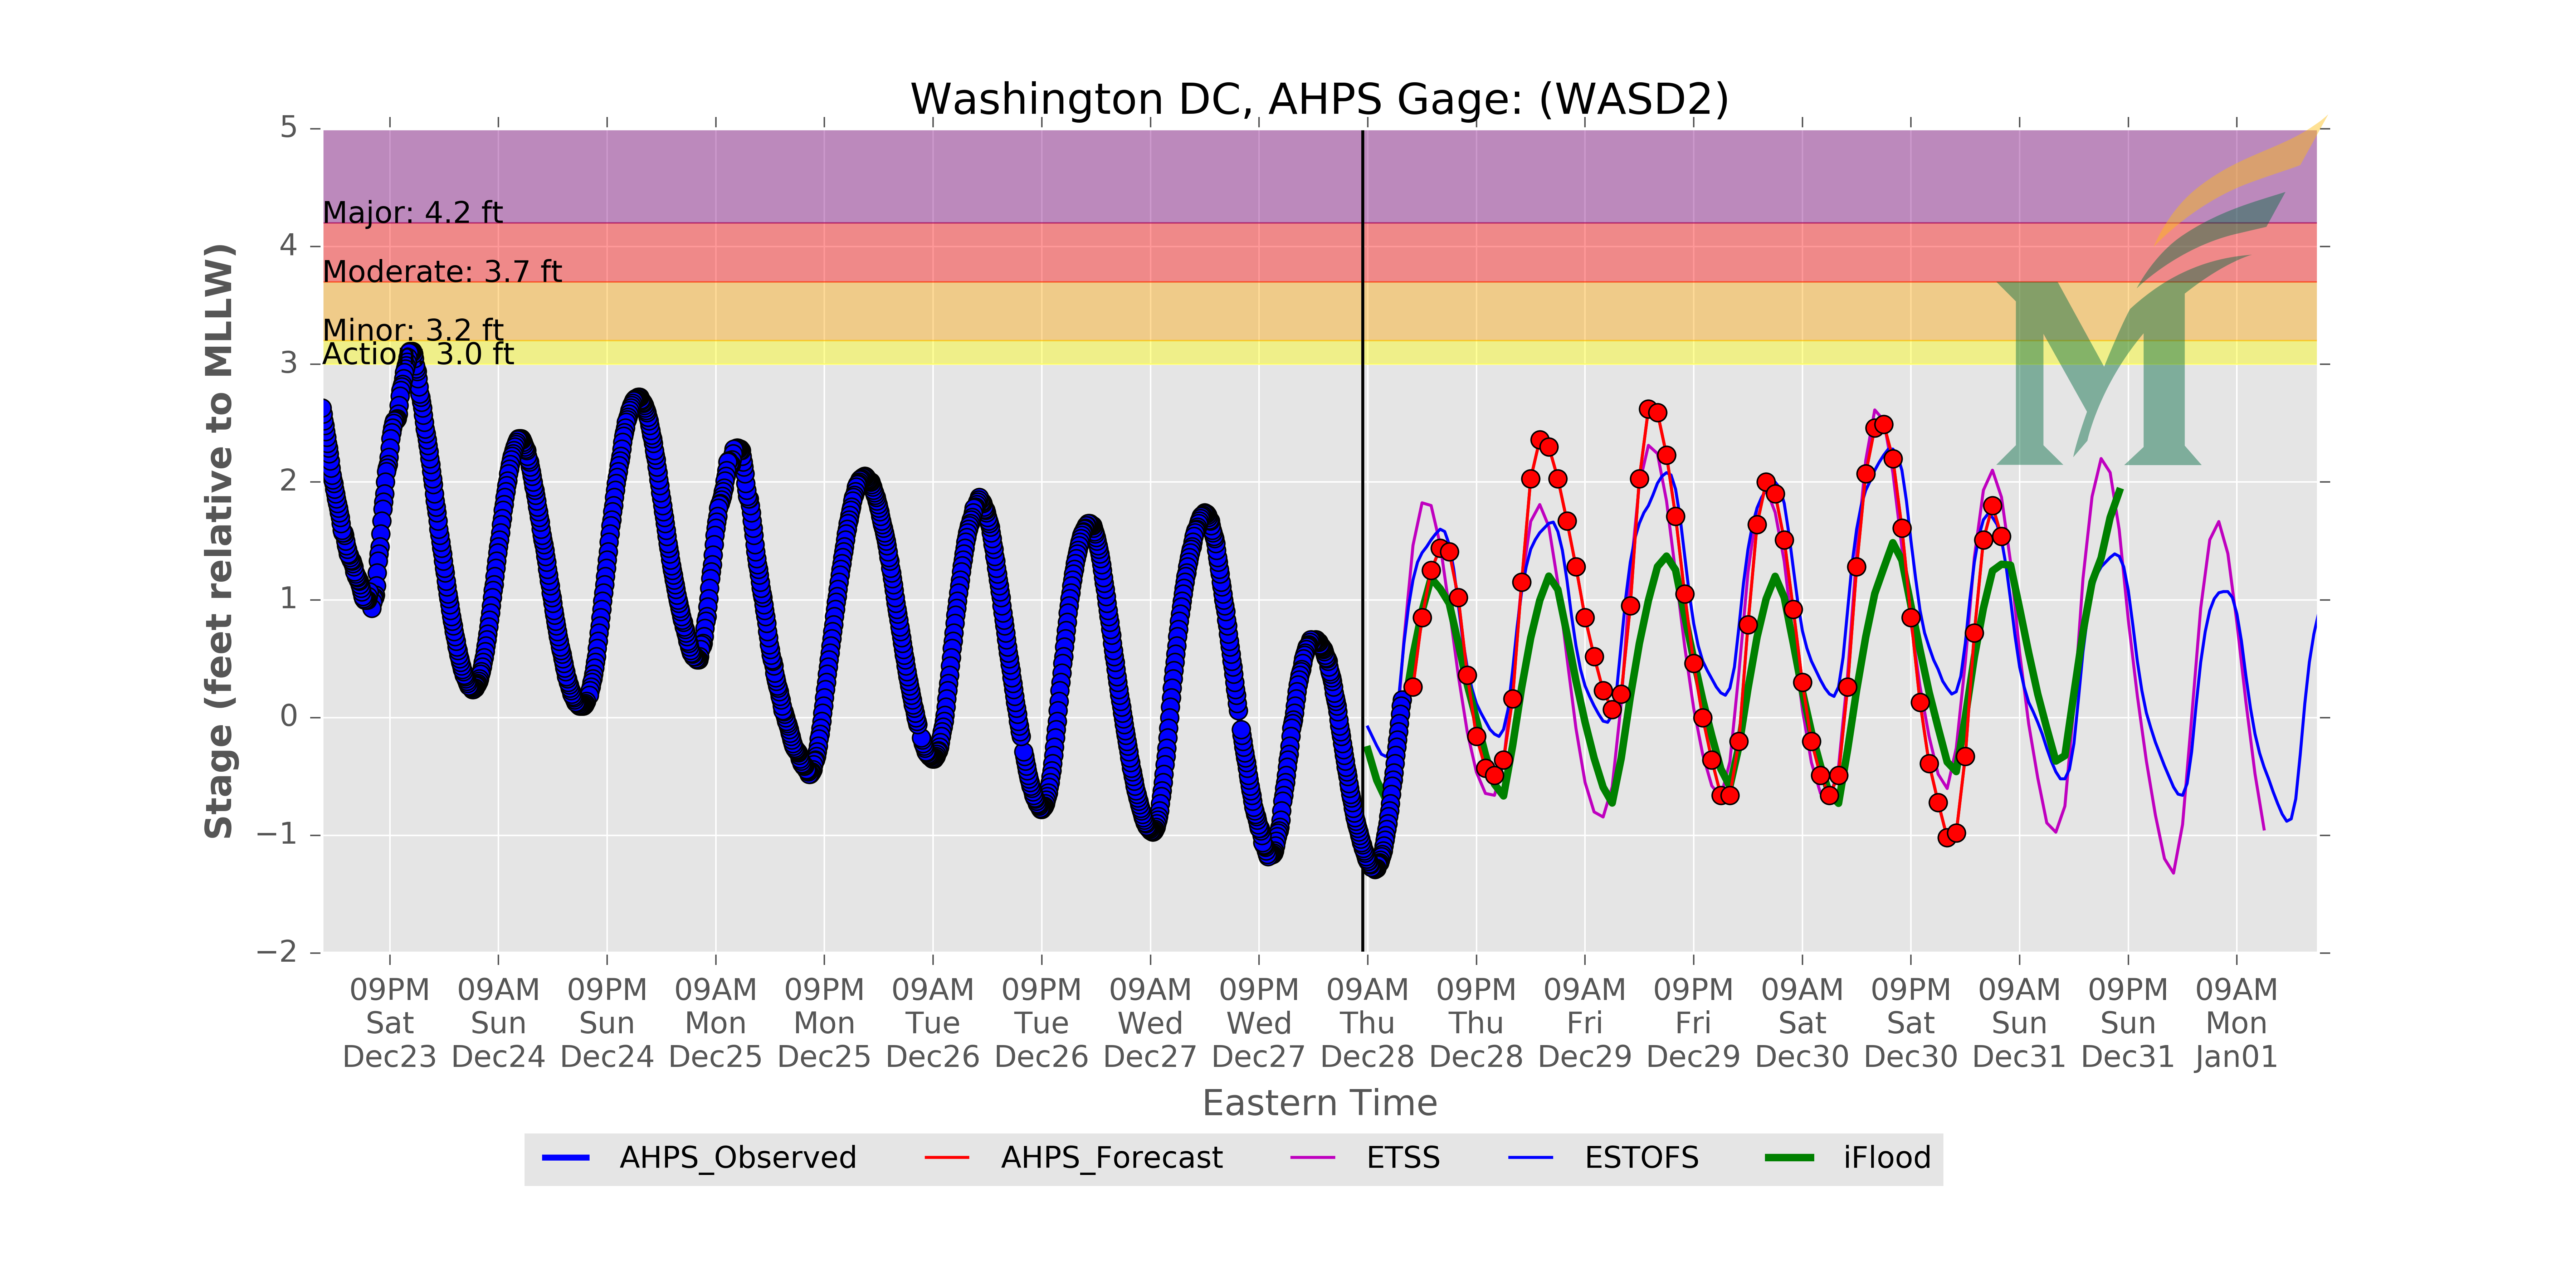 Washington DC, AHPS Gage: (WASD2)
Stage (feet relative to MLLW)
5
4
3
2
1
0
−1
−2
Major: 4.2 ft
Moderate: 3.7 ft
Minor: 3.2 ft
Action: 3.0 ft
M
09PM Sat Dec23
09AM Sun Dec24
09PM Sun Dec24
09AM Mon Dec25
09PM Mon Dec25
09AM Tue Dec26
09PM Tue Dec26
09AM Wed Dec27
09PM Wed Dec27
09AM Thu Dec28
09PM Thu Dec28
09AM Fri Dec29
09PM Fri Dec29
09AM Sat Dec30
09PM Sat Dec30
09AM Sun Dec31
09PM Sun Dec31
09AM Mon Jan01
Eastern Time
AHPS_Observed
AHPS_Forecast
ETSS
ESTOFS
iFlood